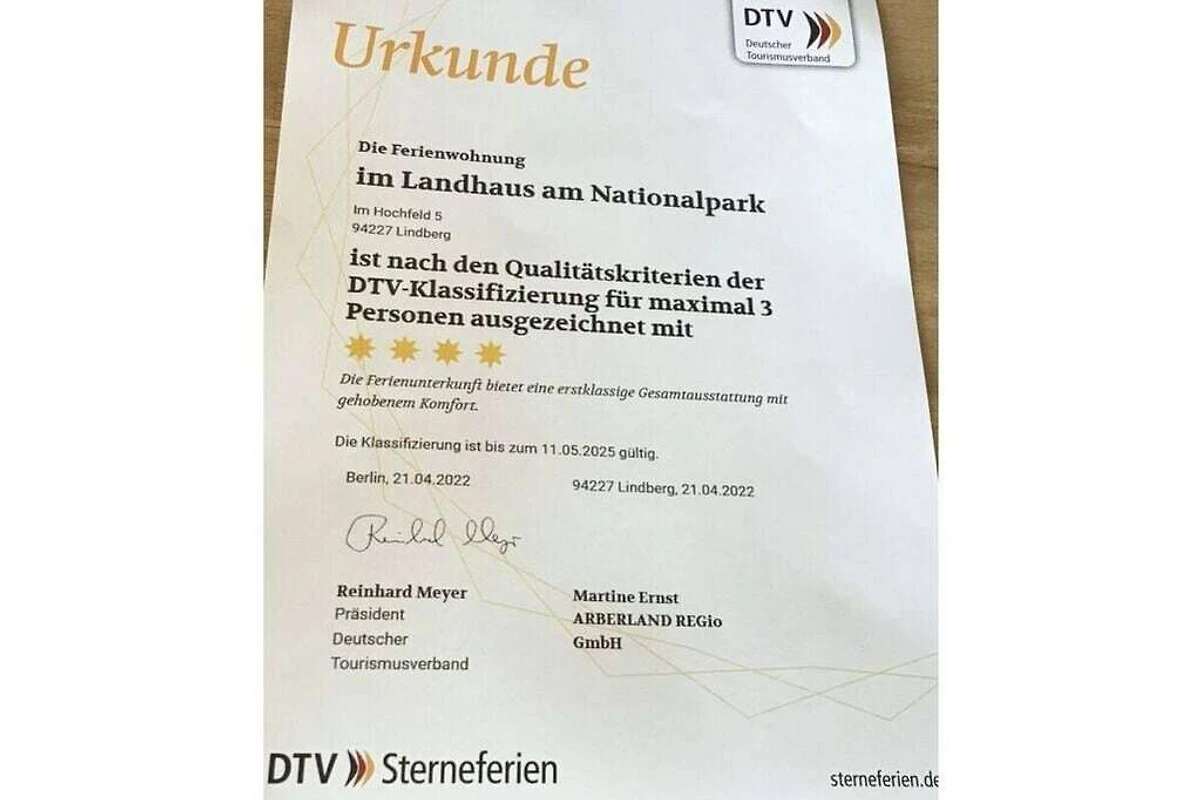 Urkunde
DTV
Deutscher
Tourismusverband
Die Ferienwohnung
im Landhaus am Nationalpark
Im Hochfeld 5
94227 Lindberg
ist nach den Qualitätskriterien der
DTV-Klassifizierung für maximal 3
Personen ausgezeichnet mit
Die Ferienunterkunft bietet eine erstklassige Gesamtausstattung mit
gehobenem Komfort.
Die Klassifizierung ist bis zum 11.05.2025 gültig.
Berlin, 21.04.2022
94227 Lindberg, 21.04.2022
Reinhard Meyer
Reinhard Meyer
Präsident
Deutscher
Tourismusverband
Martine Ernst
ARBERLAND REGio
GmbH
DTV Sterneferien
sterneferien.de